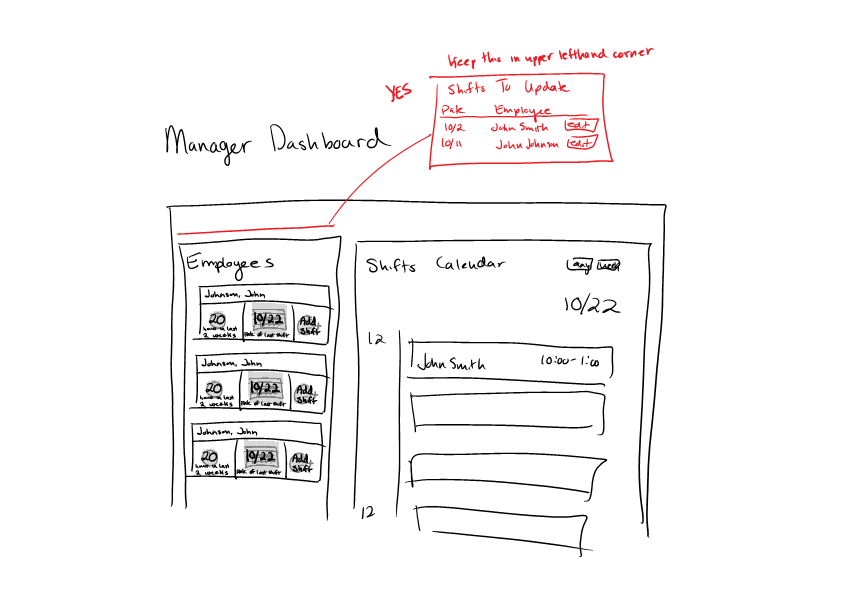 Keep this in upper lefthand corner
YES
Shifts To Update
Date Employee
10/2 John Smith edit
10/11 John Johnson edit
Manager Dashboard
Employees
Johnson, John
20 10/22 Add Shift
hours in last 2 weeks
Date of last shift
Johnson, John
20 10/22 Add Shift
hours in last 2 weeks
Date of last shift
Johnson, John
20 10/22 Add Shift
hours in last 2 weeks
Date of last shift
Shifts Calendar day week
10/22
12
John Smith 10:00-1:00
12